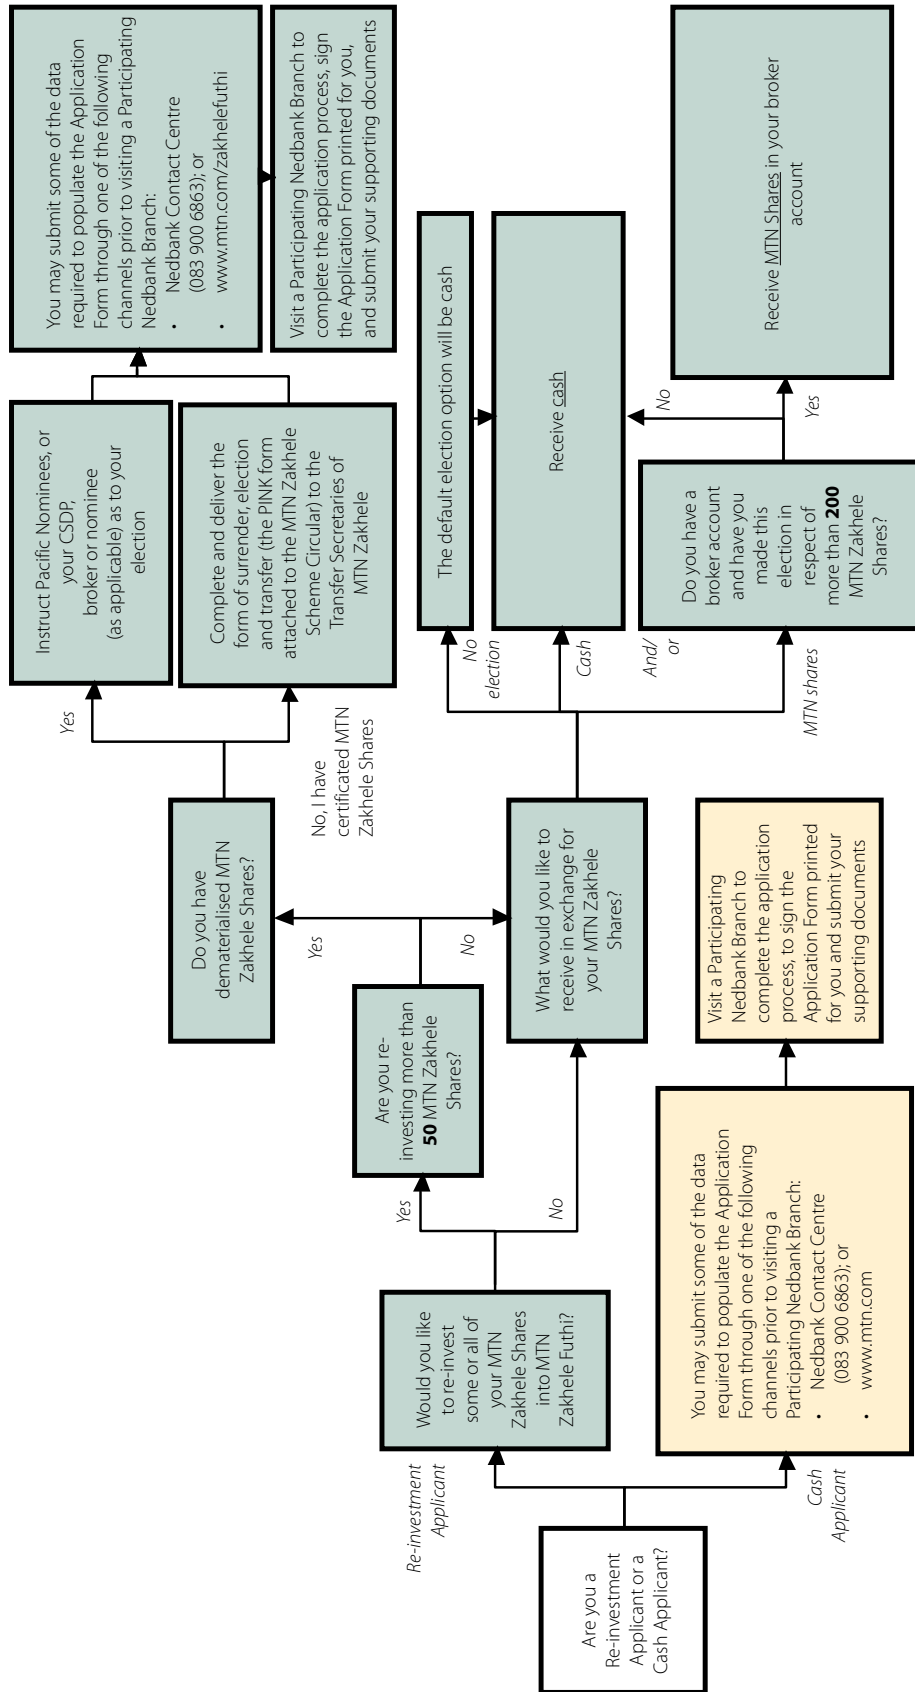 Are you a
Re-investment
Applicant or a
Cash Applicant?
Re-investment
Applicant
Cash
Applicant
Would you like
to re-invest
some or all of
your MTN
Zakhele Shares
into MTN
Zakhele Futhi?
Yes
No
Are you re-
investing more than
50 MTN Zakhele
Shares?
Yes
No
Do you have
dematerialised MTN
Zakhele Shares?
Yes
No, I have
certificated MTN
Zakhele Shares
Instruct Pacific Nominees, or
your CSDP,
broker or nominee
(as applicable) as to your
election
Complete and deliver the
form of surrender, election
and transfer (the PINK form
attached to the MTN Zakhele
Scheme Circular) to the
Transfer Secretaries of
MTN Zakhele
You may submit some of the data
required to populate the Application
Form through one of the following
channels prior to visiting a Participating
Nedbank Branch:
• Nedbank Contact Centre
(083 900 6863); or
• www.mtn.com/zakhelefuthi
Visit a Participating Nedbank Branch to
complete the application process, sign
the Application Form printed for you,
and submit your supporting documents
What would you like to
receive in exchange for
your MTN Zakhele
Shares?
No
election
Cash
And/
or
MTN shares
The default election option will be cash
Receive cash
Do you have a
broker account
and have you
made this
election in
respect of
more than 200
MTN Zakhele
Shares?
No
Yes
Receive MTN Shares in your broker
account
You may submit some of the data
required to populate the Application
Form through one of the following
channels prior to visiting a
Participating Nedbank Branch:
• Nedbank Contact Centre
(083 900 6863); or
• www.mtn.com
Visit a Participating
Nedbank Branch to
complete the application
process, to sign the
Application Form printed
for you and submit your
supporting documents